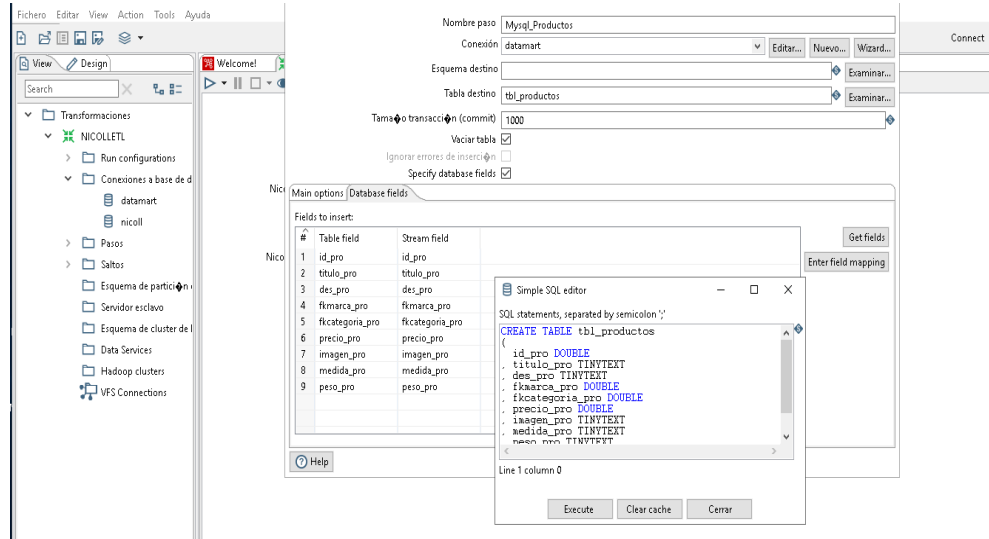 Fichero Editar View Action Tools Ayuda
Connect
View
Design
Search
Transformaciones
NICOLLETL
Run configurations
Conexiones a base de d
datamart
nicoll
Pasos
Saltos
Esquema de partici�n
Servidor esclavo
Esquema de cluster de l
Data Services
Hadoop clusters
VFS Connections
Welcome!
Nico
Nico
Nombre paso Mysql_Productos
Conexión datamart Editar... Nuevo... Wizard...
Esquema destino Examinar...
Tabla destino tbl_productos Examinar...
Tama�o transacci�n (commit) 1000
Vaciar tabla
Ignorar errores de inserci�n
Specify database fields
Main options Database fields
Fields to insert:
# Table field Stream field
1 id_pro id_pro
2 titulo_pro titulo_pro
3 des_pro des_pro
4 fkmarca_pro fkmarca_pro
5 fkcategoria_pro fkcategoria_pro
6 precio_pro precio_pro
7 imagen_pro imagen_pro
8 medida_pro medida_pro
9 peso_pro peso_pro
Get fields
Enter field mapping
Help
Simple SQL editor
SQL statements, separated by semicolon ';'
CREATE TABLE tbl_productos
(
id_pro DOUBLE
, titulo_pro TINYTEXT
, des_pro TINYTEXT
, fkmarca_pro DOUBLE
, fkcategoria_pro DOUBLE
, precio_pro DOUBLE
, imagen_pro TINYTEXT
, medida_pro TINYTEXT
, peso_pro TINYTEXT
Line 1 column 0
Execute Clear cache Cerrar